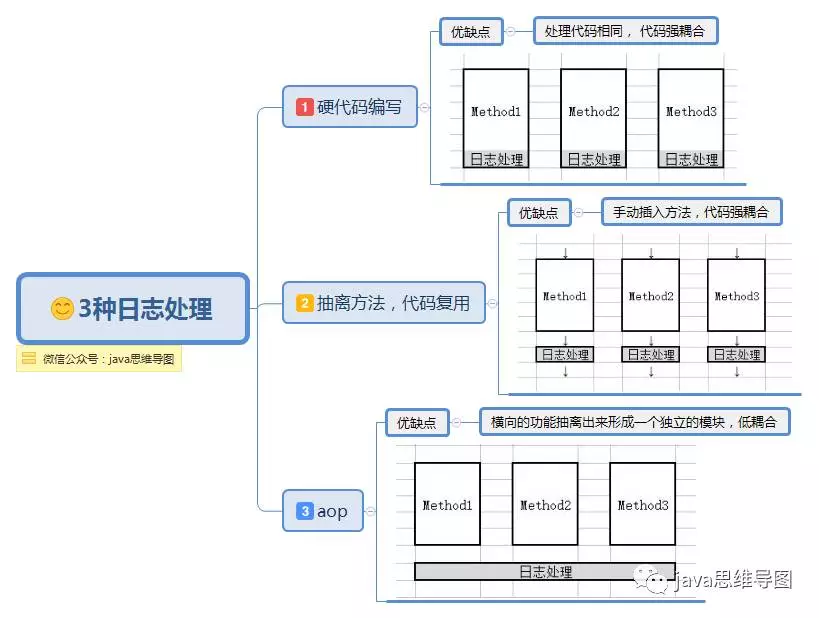 3种日志处理
微信公众号：java思维导图
1 硬代码编写
优缺点
处理代码相同，代码强耦合
Method1 Method2 Method3
日志处理 日志处理 日志处理
2 抽离方法，代码复用
优缺点
手动插入方法，代码强耦合
Method1 Method2 Method3
日志处理 日志处理 日志处理
3 aop
优缺点
横向的功能抽离出来形成一个独立的模块，低耦合
Method1 Method2 Method3
日志处理
java思维导图